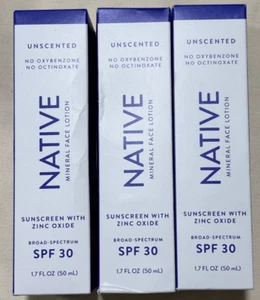 UNSCENTED
NO OXYBENZONE
NO OCTINOXATE
NATIVE
MINERAL FACE LOTION
SUNSCREEN WITH
ZINC OXIDE
BROAD-SPECTRUM
SPF 30
1.7 FL OZ (50 mL)
UNSCENTED
NO OXYBENZONE
NO OCTINOXATE
NATIVE
MINERAL FACE LOTION
SUNSCREEN WITH
ZINC OXIDE
BROAD-SPECTRUM
SPF 30
1.7 FL OZ (50 mL)
UNSCENTED
NO OXYBENZONE
NO OCTINOXATE
NATIVE
MINERAL FACE LOTION
SUNSCREEN WITH
ZINC OXIDE
BROAD-SPECTRUM
SPF 30
1.7 FL OZ (50 mL)